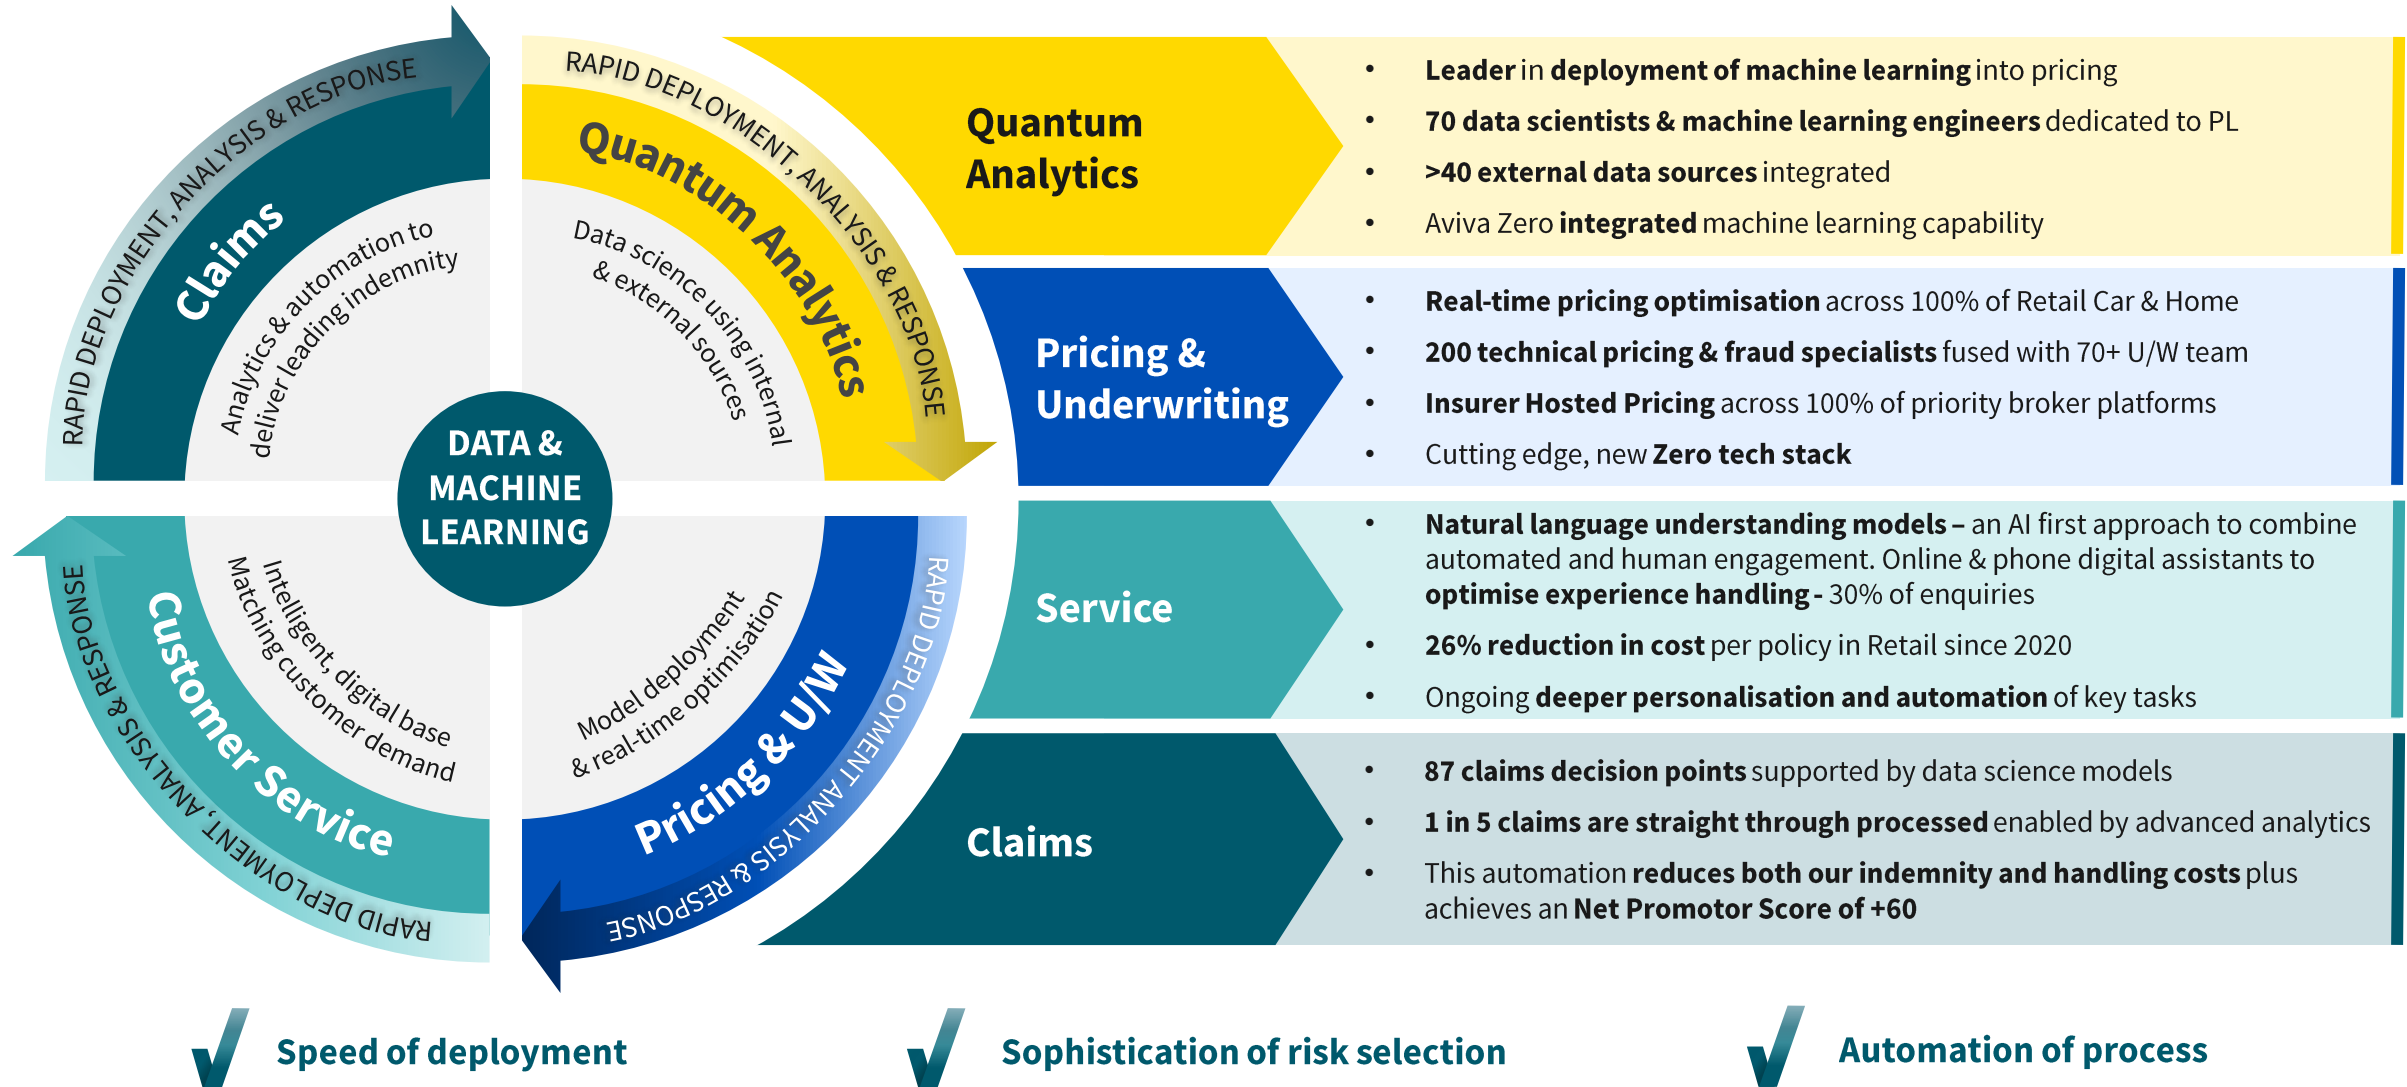 RAPID DEPLOYMENT, ANALYSIS & RESPONSE
Claims
Analytics & automation to
deliver leading indemnity
RAPID DEPLOYMENT, ANALYSIS & RESPONSE
Quantum Analytics
Data science using internal
& external sources
DATA &
MACHINE
LEARNING
RAPID DEPLOYMENT, ANALYSIS & RESPONSE
Customer Service
Intelligent, digital base
Matching customer demand
RAPID DEPLOYMENT ANALYSIS & RESPONSE
Pricing & U/W
Model deployment
& real-time optimisation
Quantum
Analytics
• Leader in deployment of machine learning into pricing
• 70 data scientists & machine learning engineers dedicated to PL
• >40 external data sources integrated
• Aviva Zero integrated machine learning capability
Pricing &
Underwriting
• Real-time pricing optimisation across 100% of Retail Car & Home
• 200 technical pricing & fraud specialists fused with 70+ U/W team
• Insurer Hosted Pricing across 100% of priority broker platforms
• Cutting edge, new Zero tech stack
Service
• Natural language understanding models – an AI first approach to combine
automated and human engagement. Online & phone digital assistants to
optimise experience handling - 30% of enquiries
• 26% reduction in cost per policy in Retail since 2020
• Ongoing deeper personalisation and automation of key tasks
Claims
• 87 claims decision points supported by data science models
• 1 in 5 claims are straight through processed enabled by advanced analytics
• This automation reduces both our indemnity and handling costs plus
achieves an Net Promotor Score of +60
Speed of deployment
Sophistication of risk selection
Automation of process